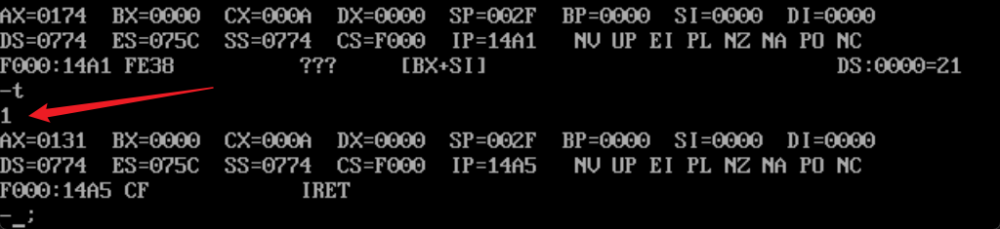 AX=0174 BX=0000 CX=000A DX=0000 SP=002F BP=0000 SI=0000 DI=0000
DS=0774 ES=075C SS=0774 CS=F000 IP=14A1 NV UP EI PL NZ NA PO NC
F000:14A1 FE38 ??? [BX+SI] DS:0000=21
-t
1
AX=0131 BX=0000 CX=000A DX=0000 SP=002F BP=0000 SI=0000 DI=0000
DS=0774 ES=075C SS=0774 CS=F000 IP=14A5 NV UP EI PL NZ NA PO NC
F000:14A5 CF IRET
-_;